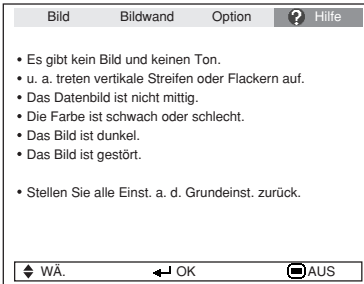 Bild Bildwand Option ? Hilfe
• Es gibt kein Bild und keinen Ton.
• u. a. treten vertikale Streifen oder Flackern auf.
• Das Datenbild ist nicht mittig.
• Die Farbe ist schwach oder schlecht.
• Das Bild ist dunkel.
• Das Bild ist gestört.
• Stellen Sie alle Einst. a. d. Grundeinst. zurück.
WÄ. OK AUS